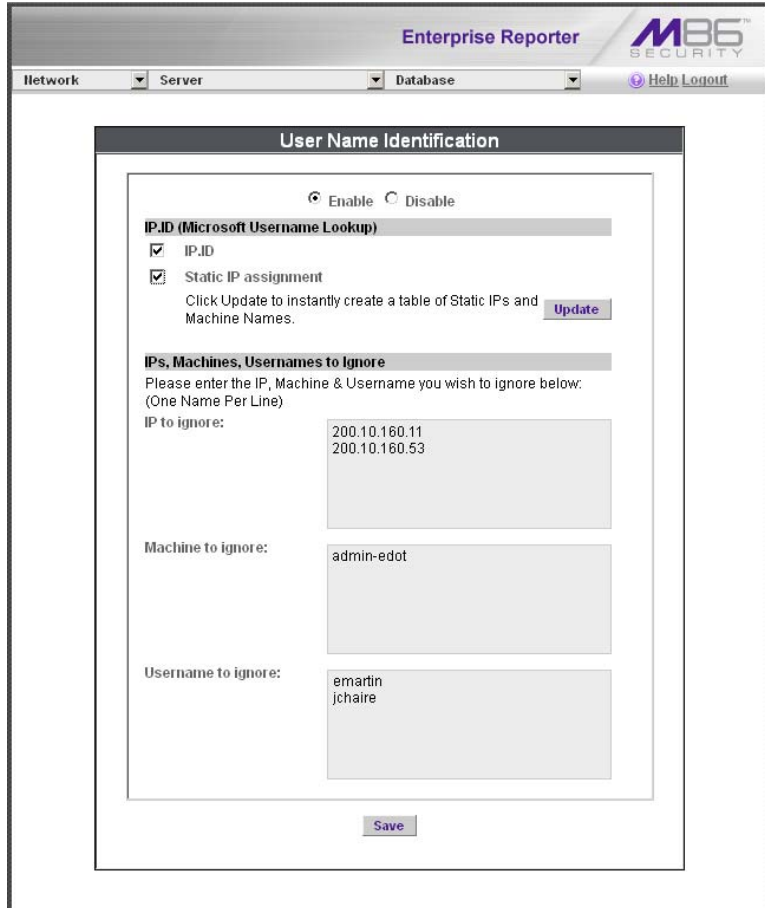 Enterprise Reporter
M86
SECURITY
Network
Server
Database
Help Logout
User Name Identification
Enable Disable
IP.ID (Microsoft Username Lookup)
IP.ID
Static IP assignment
Click Update to instantly create a table of Static IPs and
Machine Names.
Update
IPs, Machines, Usernames to Ignore
Please enter the IP, Machine & Username you wish to ignore below:
(One Name Per Line)
IP to ignore:
200.10.160.11
200.10.160.53
Machine to ignore:
admin-edot
Username to ignore:
emartin
jchaire
Save